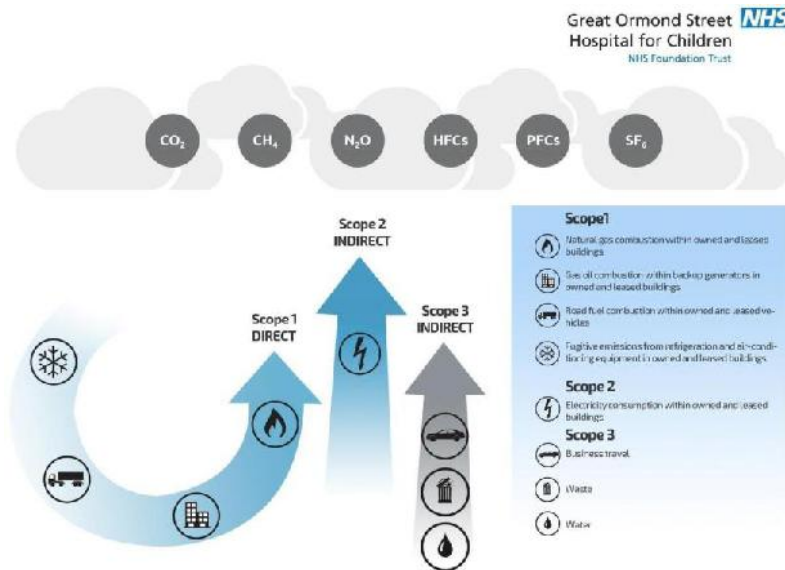 Great Ormond Street NHS
Hospital for Children
NHS Foundation Trust
CO₂ CH₄ N₂O HFCs PFCs SF₆
Scope 2
INDIRECT
Scope 1
DIRECT
Scope 3
INDIRECT
Scope1
Natural gas combustion within owned and leased
buildings
Gas oil combustion within backup generators in
owned and leased buildings
Road fuel combustion within owned and leased ve-
hicles
Fugitive emissions from refrigeration and air-condi-
tioning equipment in owned and leased buildings
Scope 2
Electricity consumption within owned and leased
buildings
Scope 3
Business travel
Waste
Water